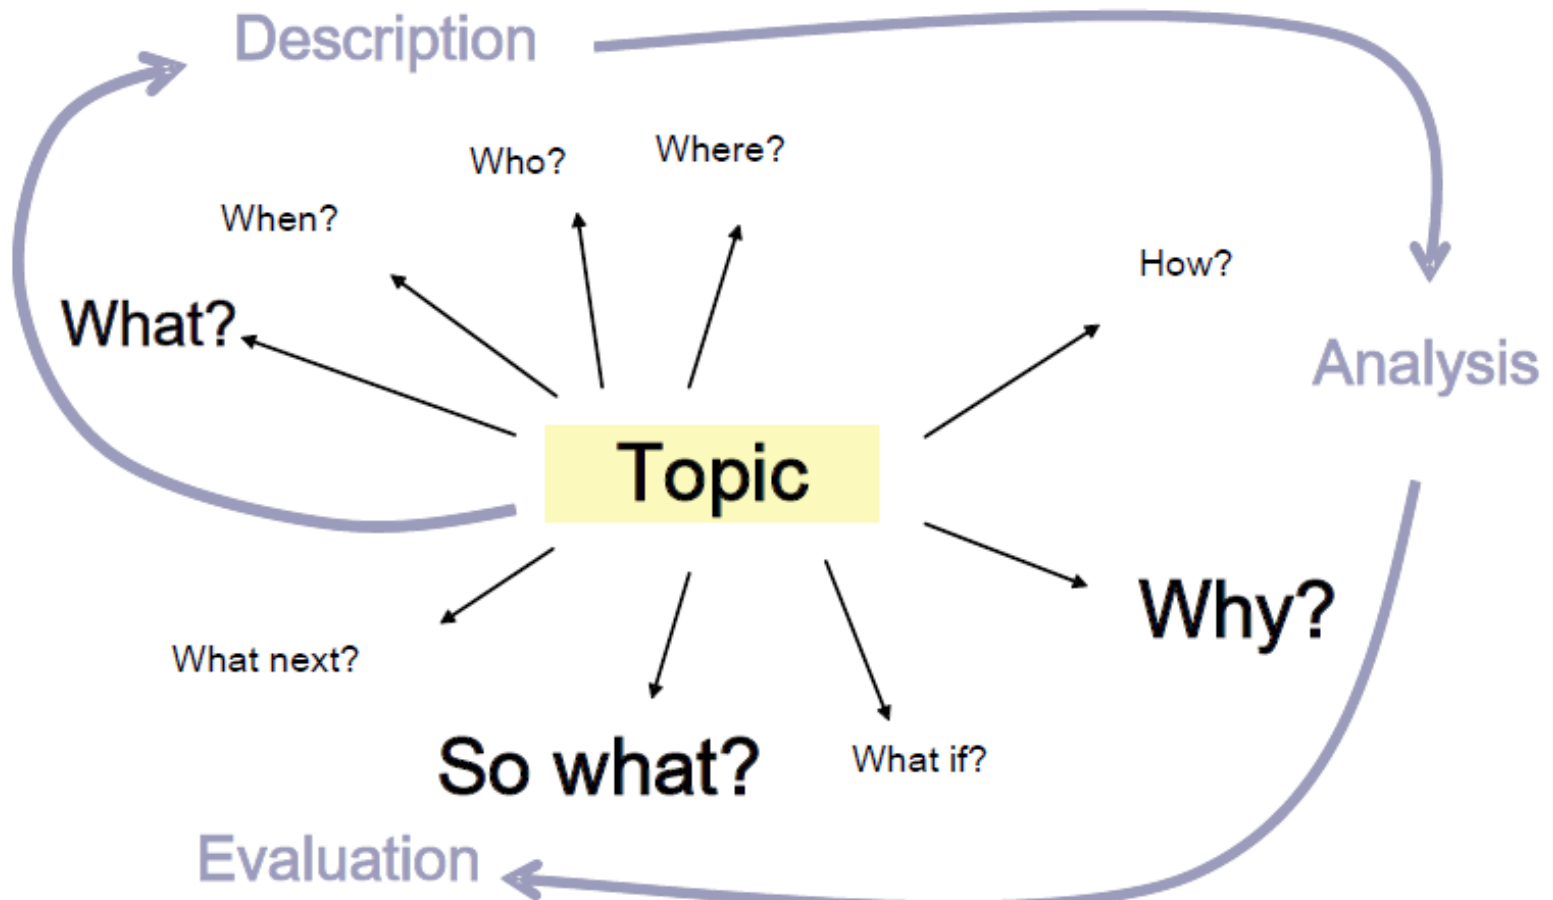 Description
Who?
Where?
When?
How?
What?
Analysis
Topic
Why?
What next?
So what?
What if?
Evaluation